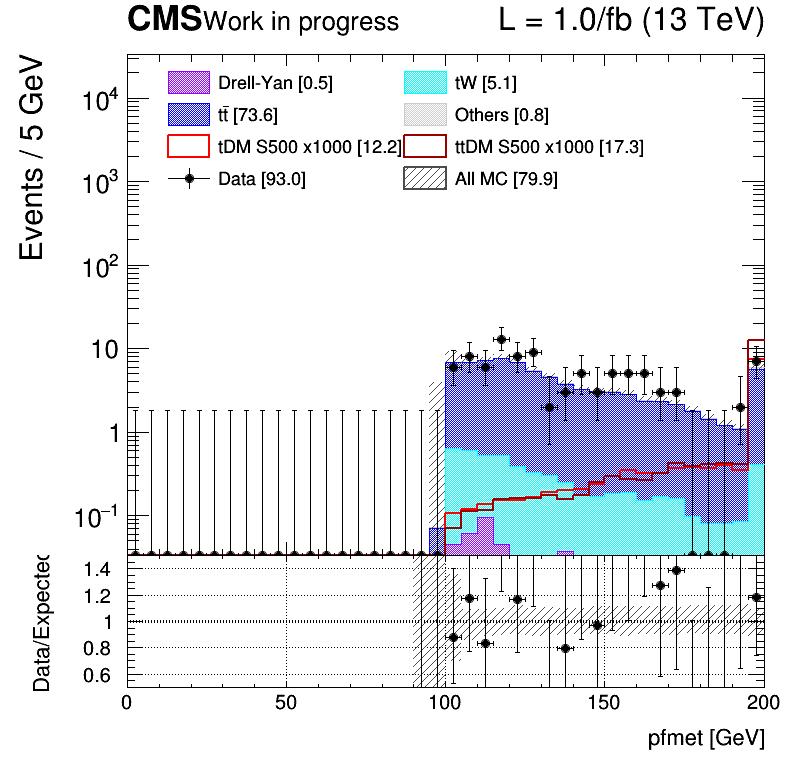 CMS Work in progress L = 1.0/fb (13 TeV)
Events / 5 GeV
Drell-Yan [0.5] tW [5.1]
tt̄ [73.6] Others [0.8]
tDM S500 x1000 [12.2] ttDM S500 x1000 [17.3]
Data [93.0] All MC [79.9]
10⁴
10³
10²
10
1
10⁻¹
Data/Expected
1.4
1.2
1
0.8
0.6
0 50 100 150 200
pfmet [GeV]